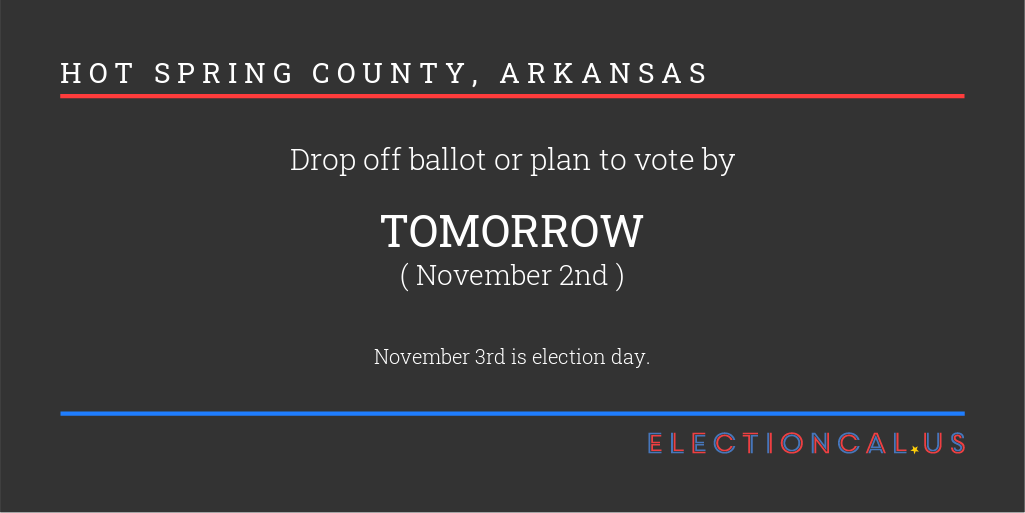 HOT SPRING COUNTY, ARKANSAS
Drop off ballot or plan to vote by
TOMORROW
( November 2nd )
November 3rd is election day.
ELECTIONCAL.US